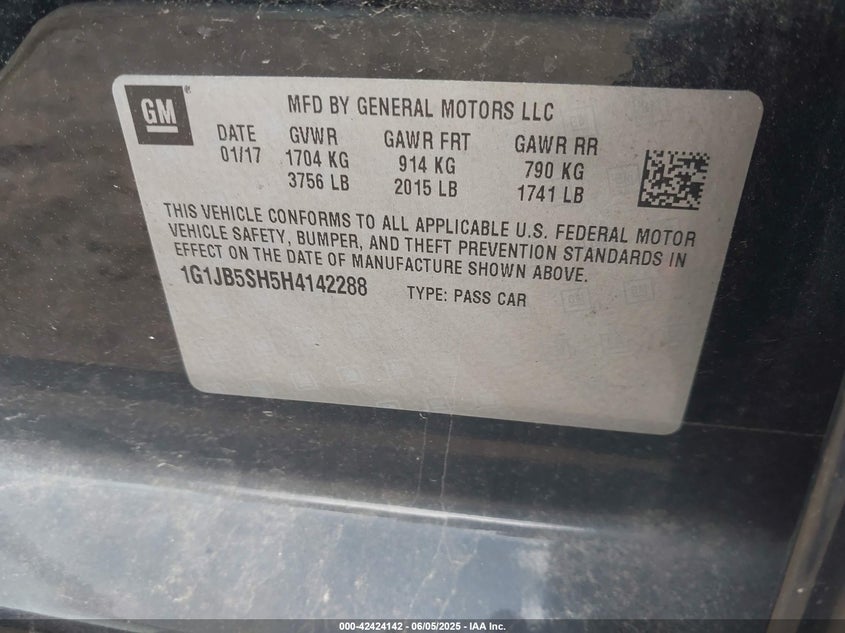 GM
®
MFD BY GENERAL MOTORS LLC
DATE GVWR GAWR FRT GAWR RR
01/17 1704 KG 914 KG 790 KG
3756 LB 2015 LB 1741 LB
THIS VEHICLE CONFORMS TO ALL APPLICABLE U.S. FEDERAL MOTOR
VEHICLE SAFETY, BUMPER, AND THEFT PREVENTION STANDARDS IN
EFFECT ON THE DATE OF MANUFACTURE SHOWN ABOVE.
1G1JB5SH5H4142288 TYPE: PASS CAR
000-42424142 - 06/05/2025 - IAA Inc.